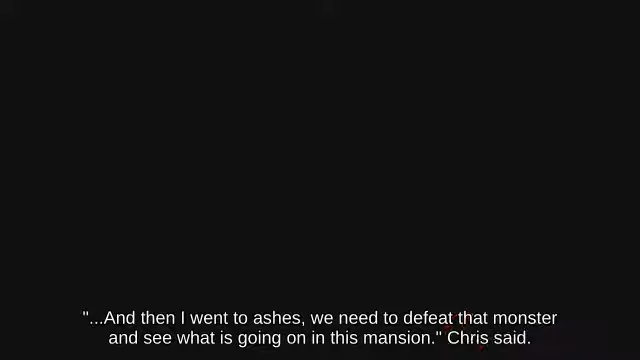 "...And then I went to ashes, we need to defeat that monster
and see what is going on in this mansion." Chris said.